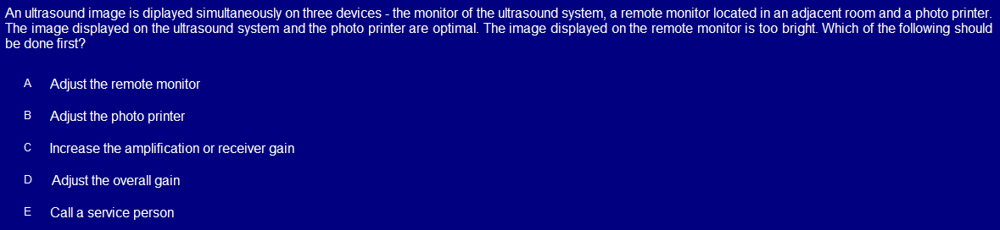 An ultrasound image is diplayed simultaneously on three devices - the monitor of the ultrasound system, a remote monitor located in an adjacent room and a photo printer.
The image displayed on the ultrasound system and the photo printer are optimal. The image displayed on the remote monitor is too bright. Which of the following should
be done first?
A Adjust the remote monitor
B Adjust the photo printer
C Increase the amplification or receiver gain
D Adjust the overall gain
E Call a service person